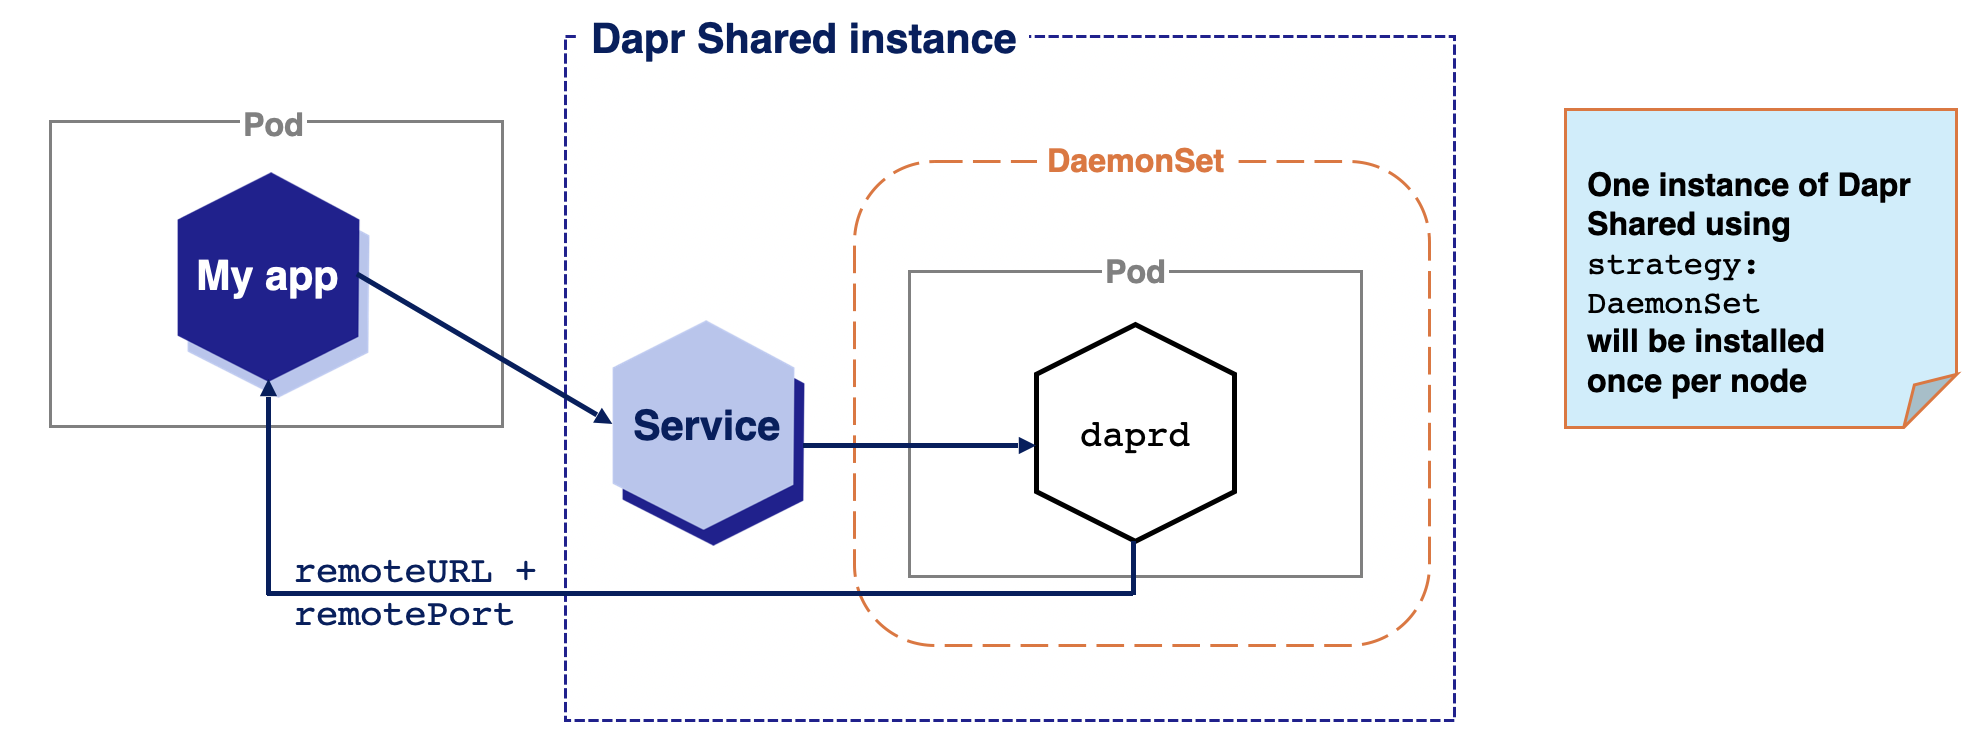 Dapr Shared instance
Pod
My app
Service
DaemonSet
Pod
daprd
remoteURL +
remotePort
One instance of Dapr
Shared using
strategy:
DaemonSet
will be installed
once per node